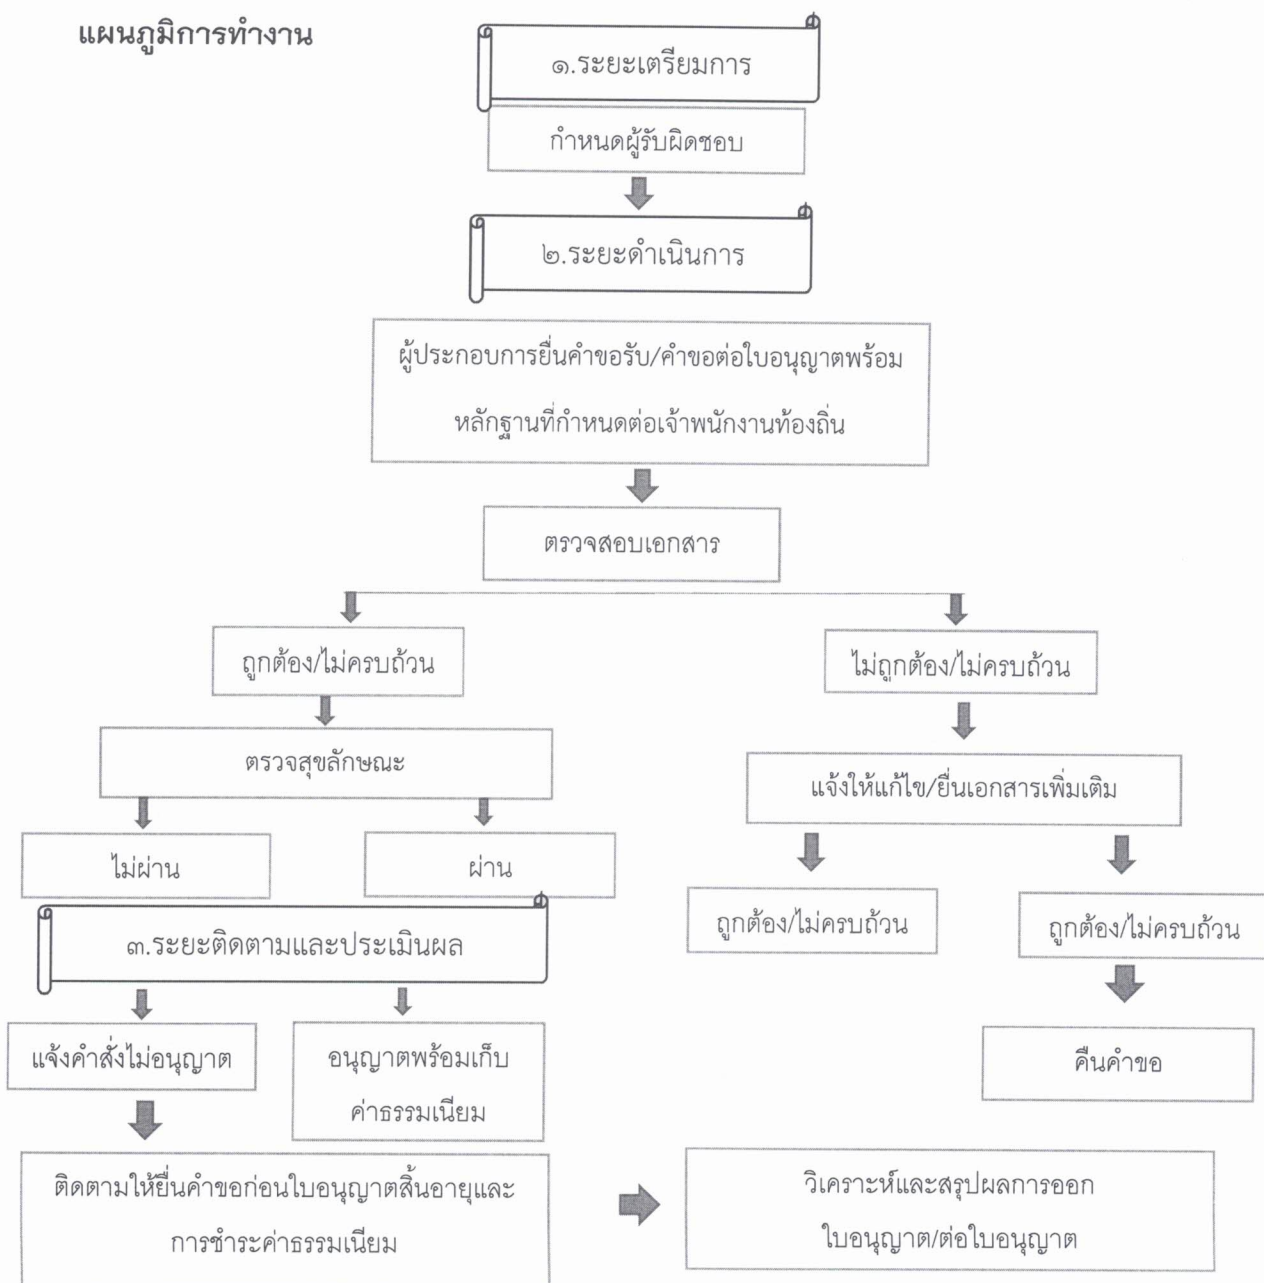 แผนภูมิการทำงาน
๑.ระยะเตรียมการ
กำหนดผู้รับผิดชอบ
๒.ระยะดำเนินการ
ผู้ประกอบการยื่นคำขอรับ/คำขอต่อใบอนุญาตพร้อม
หลักฐานที่กำหนดต่อเจ้าพนักงานท้องถิ่น
ตรวจสอบเอกสาร
ถูกต้อง/ไม่ครบถ้วน
ไม่ถูกต้อง/ไม่ครบถ้วน
ตรวจสุขลักษณะ
แจ้งให้แก้ไข/ยื่นเอกสารเพิ่มเติม
ไม่ผ่าน
ผ่าน
ถูกต้อง/ไม่ครบถ้วน
ถูกต้อง/ไม่ครบถ้วน
๓.ระยะติดตามและประเมินผล
แจ้งคำสั่งไม่อนุญาต
อนุญาตพร้อมเก็บ
ค่าธรรมเนียม
คืนคำขอ
ติดตามให้ยื่นคำขอก่อนใบอนุญาตสิ้นอายุและ
การชำระค่าธรรมเนียม
วิเคราะห์และสรุปผลการออก
ใบอนุญาต/ต่อใบอนุญาต